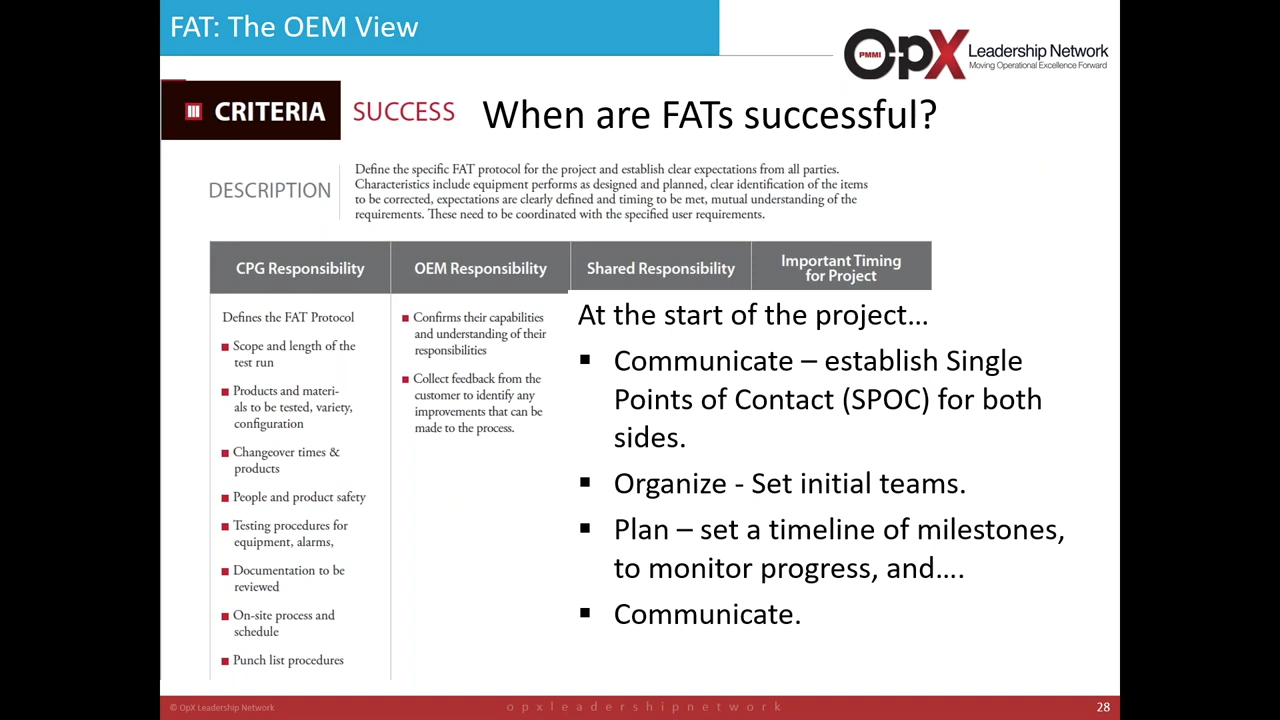 FAT: The OEM View
PMMI
OpX Leadership Network
Moving Operational Excellence Forward
CRITERIA SUCCESS When are FATs successful?
DESCRIPTION
Define the specific FAT protocol for the project and establish clear expectations from all parties.
Characteristics include equipment performs as designed and planned, clear identification of the items
to be corrected, expectations are clearly defined and timing to be met, mutual understanding of the
requirements. These need to be coordinated with the specified user requirements.
CPG Responsibility
OEM Responsibility
Shared Responsibility
Important Timing
for Project
Defines the FAT Protocol
■ Scope and length of the
test run
■ Products and materi-
als to be tested, variety,
configuration
■ Changeover times &
products
■ People and product safety
■ Testing procedures for
equipment, alarms,
■ Documentation to be
reviewed
■ On-site process and
schedule
■ Punch list procedures
■ Confirms their capabilities
and understanding of their
responsibilities
■ Collect feedback from the
customer to identify any
improvements that can be
made to the process.
At the start of the project…
▪ Communicate – establish Single
Points of Contact (SPOC) for both
sides.
▪ Organize - Set initial teams.
▪ Plan – set a timeline of milestones,
to monitor progress, and….
▪ Communicate.
© OpX Leadership Network
opxleadershipnetwork
28